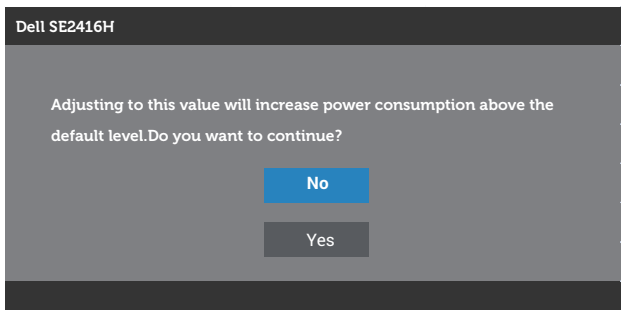 Dell SE2416H
Adjusting to this value will increase power consumption above the
default level.Do you want to continue?
No
Yes